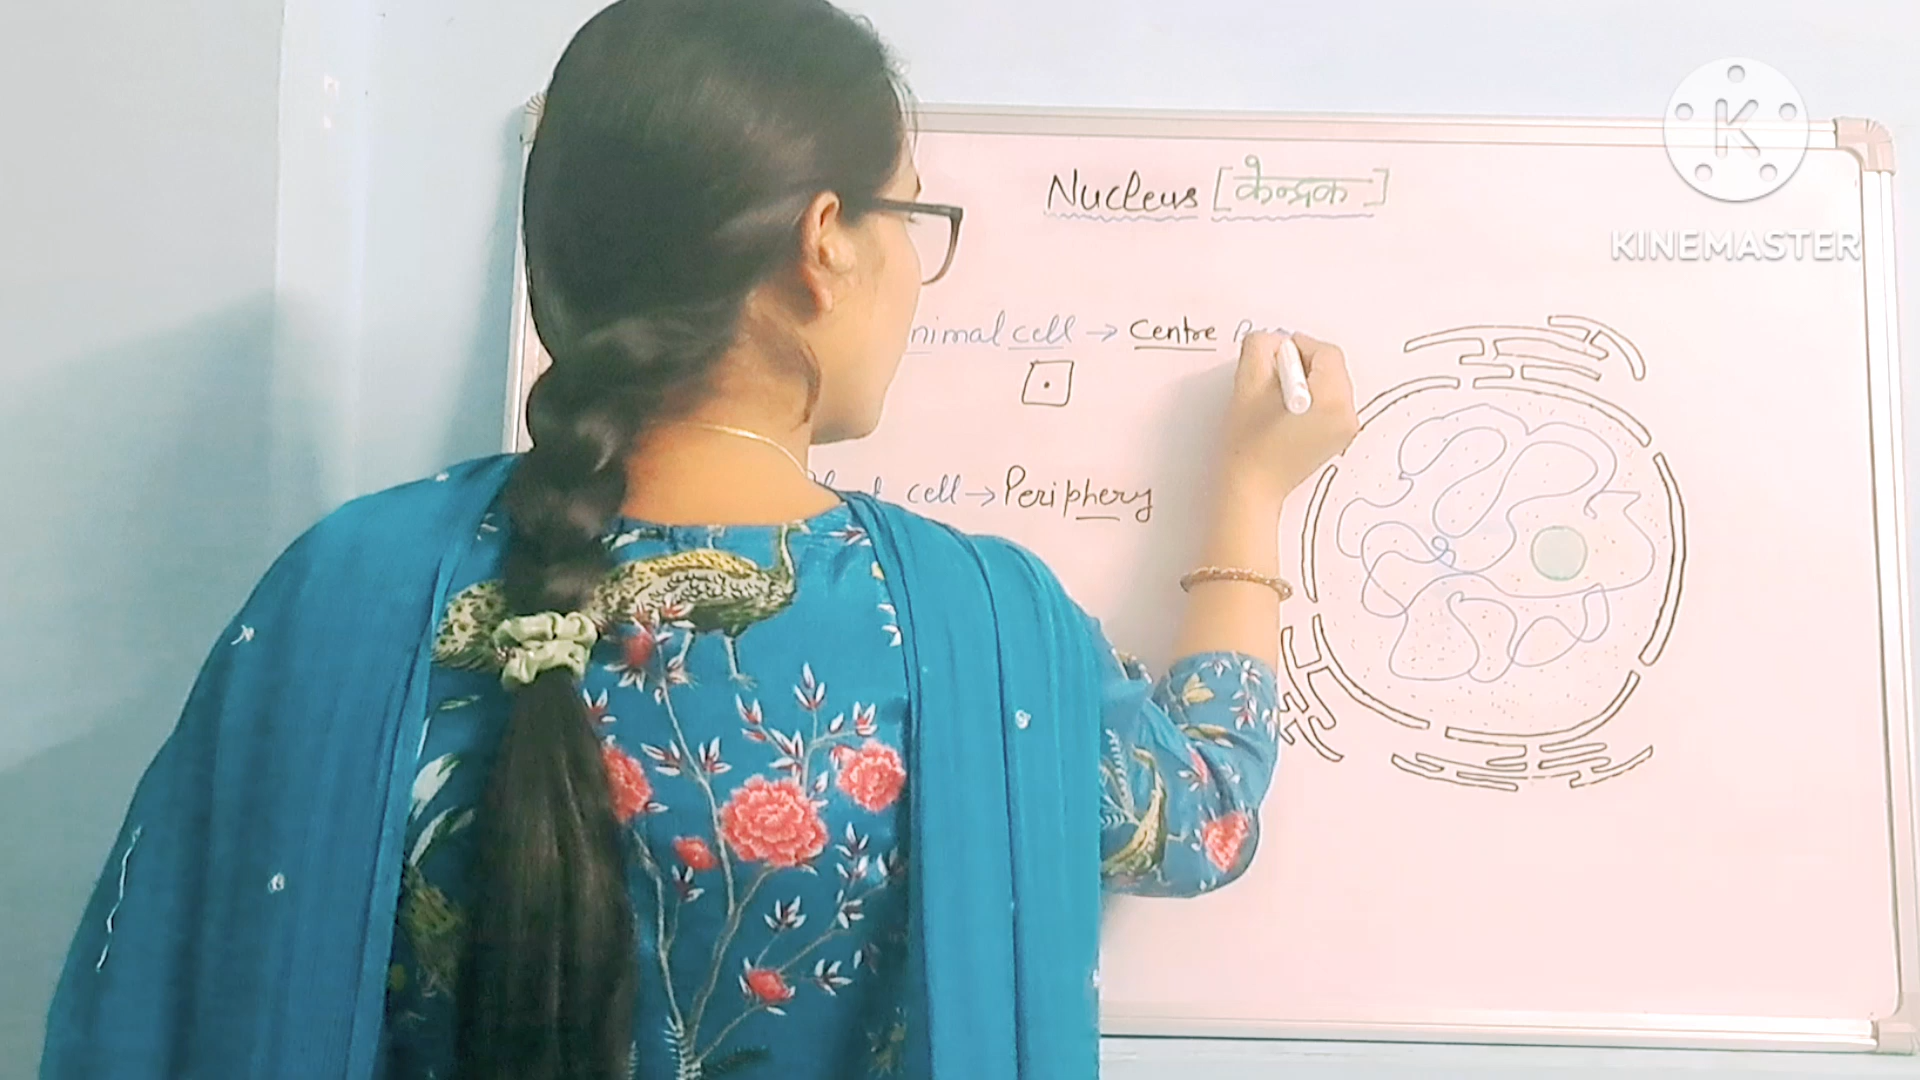 Nucleus [केन्द्रक]
KINEMASTER
nimal cell → Centre
cell → Periphery